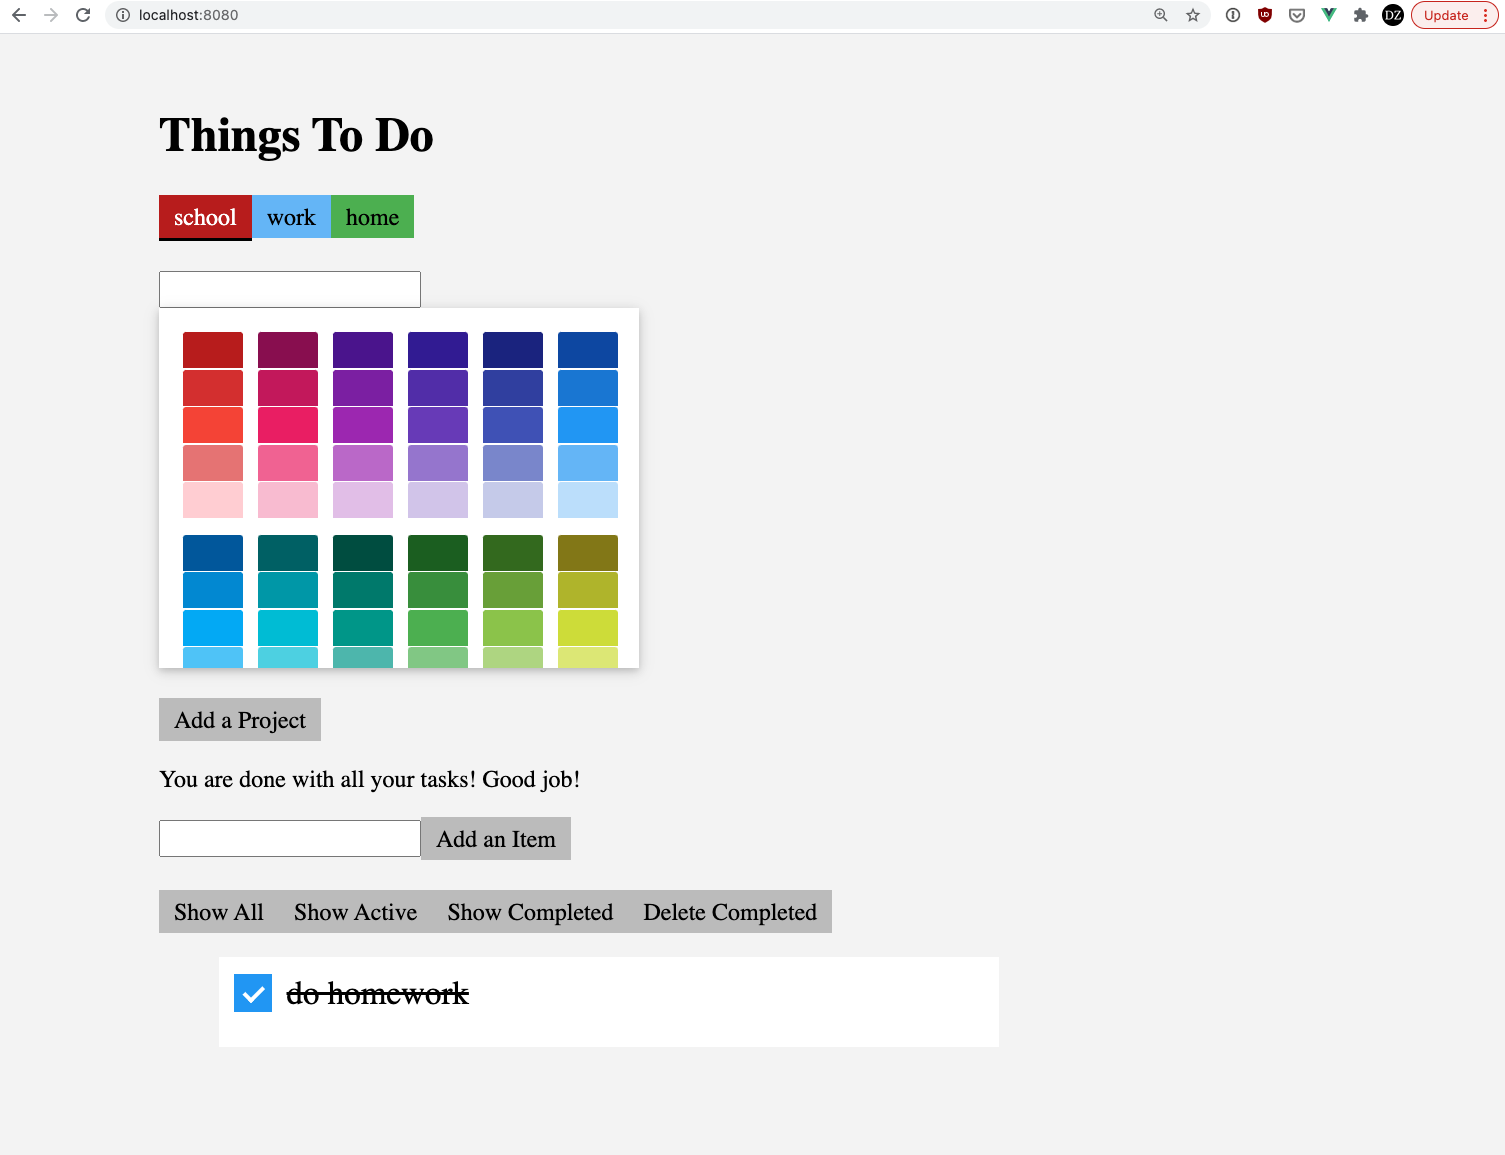 localhost:8080
UD
DZ
Update
Things To Do
school work home
Add a Project
You are done with all your tasks! Good job!
Add an Item
Show All Show Active Show Completed Delete Completed
do homework